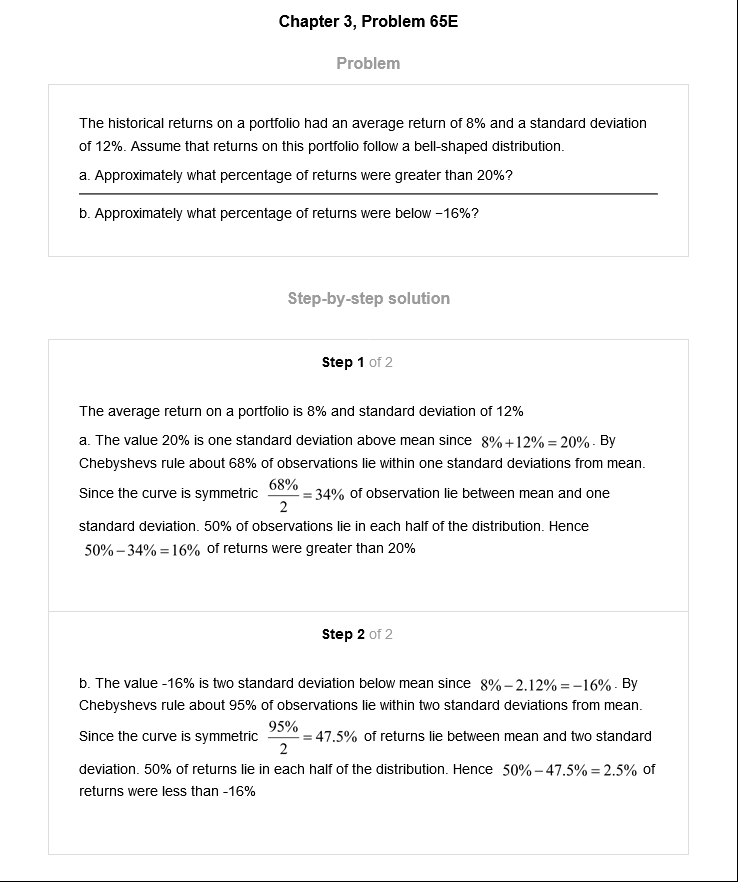 Chapter 3, Problem 65E
Problem
The historical returns on a portfolio had an average return of 8% and a standard deviation
of 12%. Assume that returns on this portfolio follow a bell-shaped distribution.
a. Approximately what percentage of returns were greater than 20%?
b. Approximately what percentage of returns were below −16%?
Step-by-step solution
Step 1 of 2
The average return on a portfolio is 8% and standard deviation of 12%
a. The value 20% is one standard deviation above mean since 8%+12%=20%. By
Chebyshevs rule about 68% of observations lie within one standard deviations from mean.
Since the curve is symmetric 68%/2=34% of observation lie between mean and one
standard deviation. 50% of observations lie in each half of the distribution. Hence
50%−34%=16% of returns were greater than 20%
Step 2 of 2
b. The value -16% is two standard deviation below mean since 8%−2.12%=−16%. By
Chebyshevs rule about 95% of observations lie within two standard deviations from mean.
Since the curve is symmetric 95%/2=47.5% of returns lie between mean and two standard
deviation. 50% of returns lie in each half of the distribution. Hence 50%−47.5%=2.5% of
returns were less than -16%